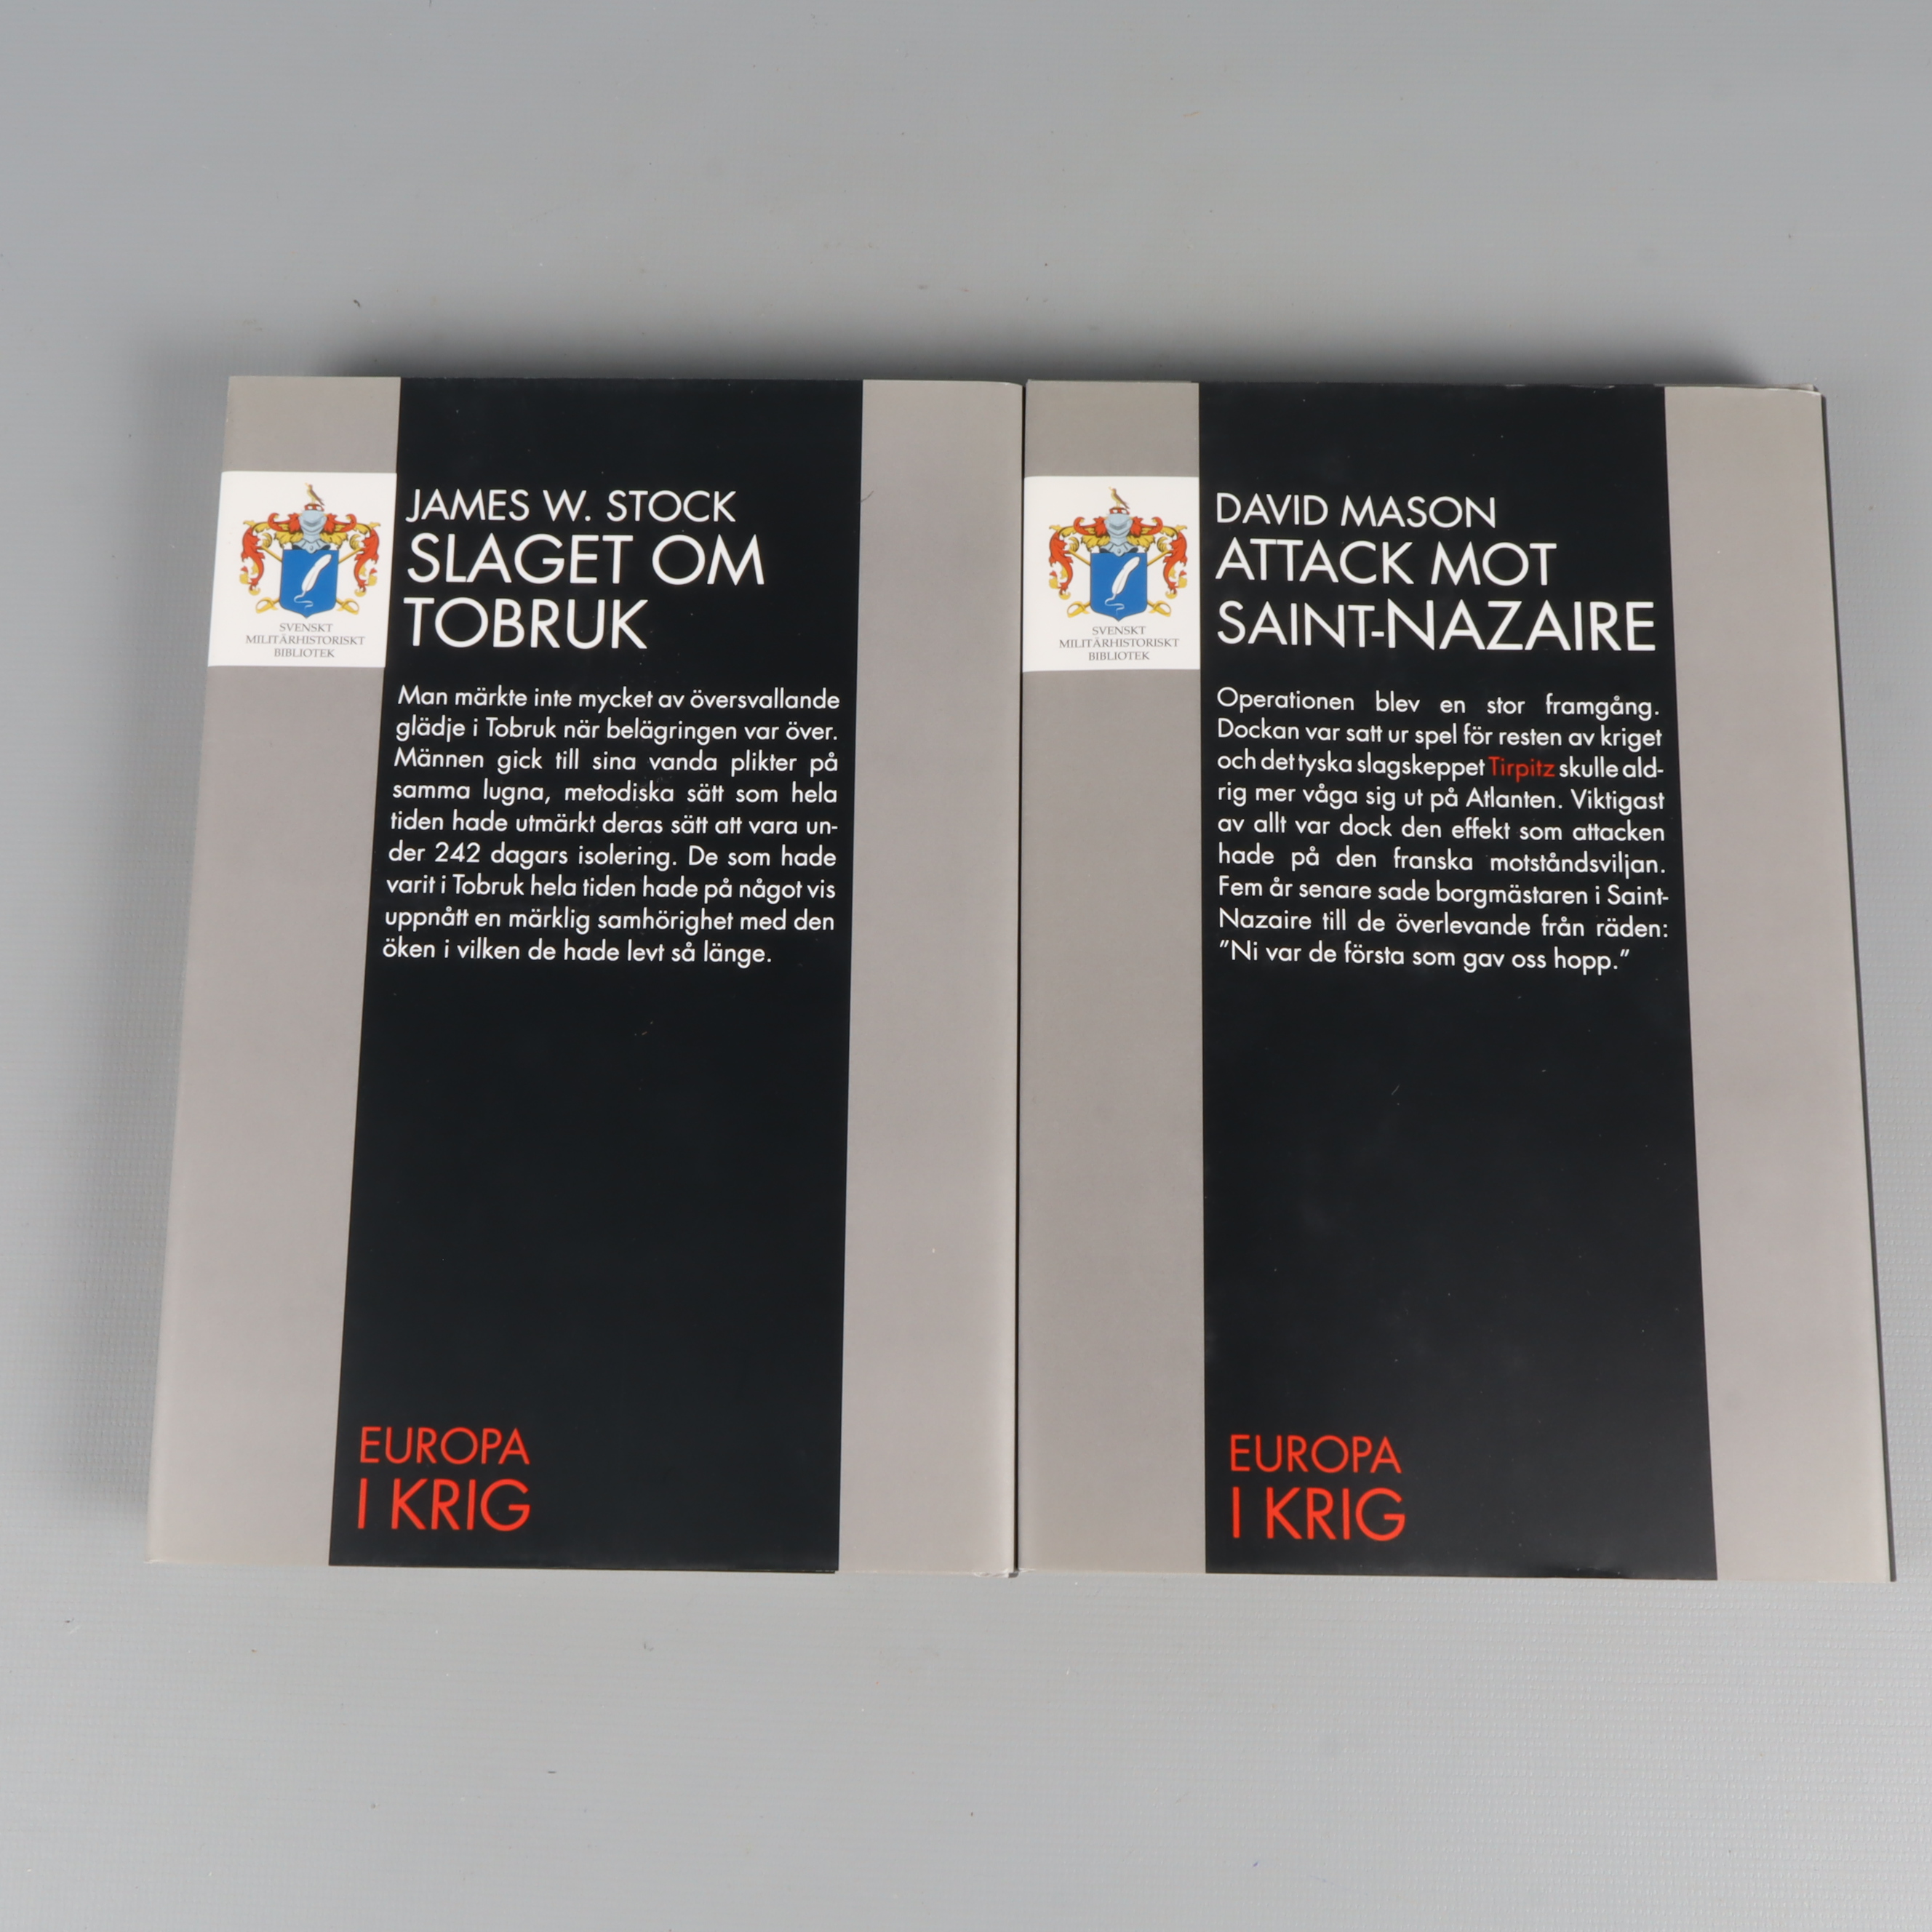 JAMES W. STOCK
SLAGET OM
TOBRUK
SVENSKT
MILITÄRHISTORISKT
BIBLIOTEK
Man märkte inte mycket av översvallande
glädje i Tobruk när belägringen var över.
Männen gick till sina vanda plikter på
samma lugna, metodiska sätt som hela
tiden hade utmärkt deras sätt att vara un-
der 242 dagars isolering. De som hade
varit i Tobruk hela tiden hade på något vis
uppnått en märklig samhörighet med den
öken i vilken de hade levt så länge.
EUROPA
I KRIG
DAVID MASON
ATTACK MOT
SAINT-NAZAIRE
SVENSKT
MILITÄRHISTORISKT
BIBLIOTEK
Operationen blev en stor framgång.
Dockan var satt ur spel för resten av kriget
och det tyska slagskeppet Tirpitz skulle ald-
rig mer våga sig ut på Atlanten. Viktigast
av allt var dock den effekt som attacken
hade på den franska motståndsviljan.
Fem år senare sade borgmästaren i Saint-
Nazaire till de överlevande från räden:
”Ni var de första som gav oss hopp.”
EUROPA
I KRIG